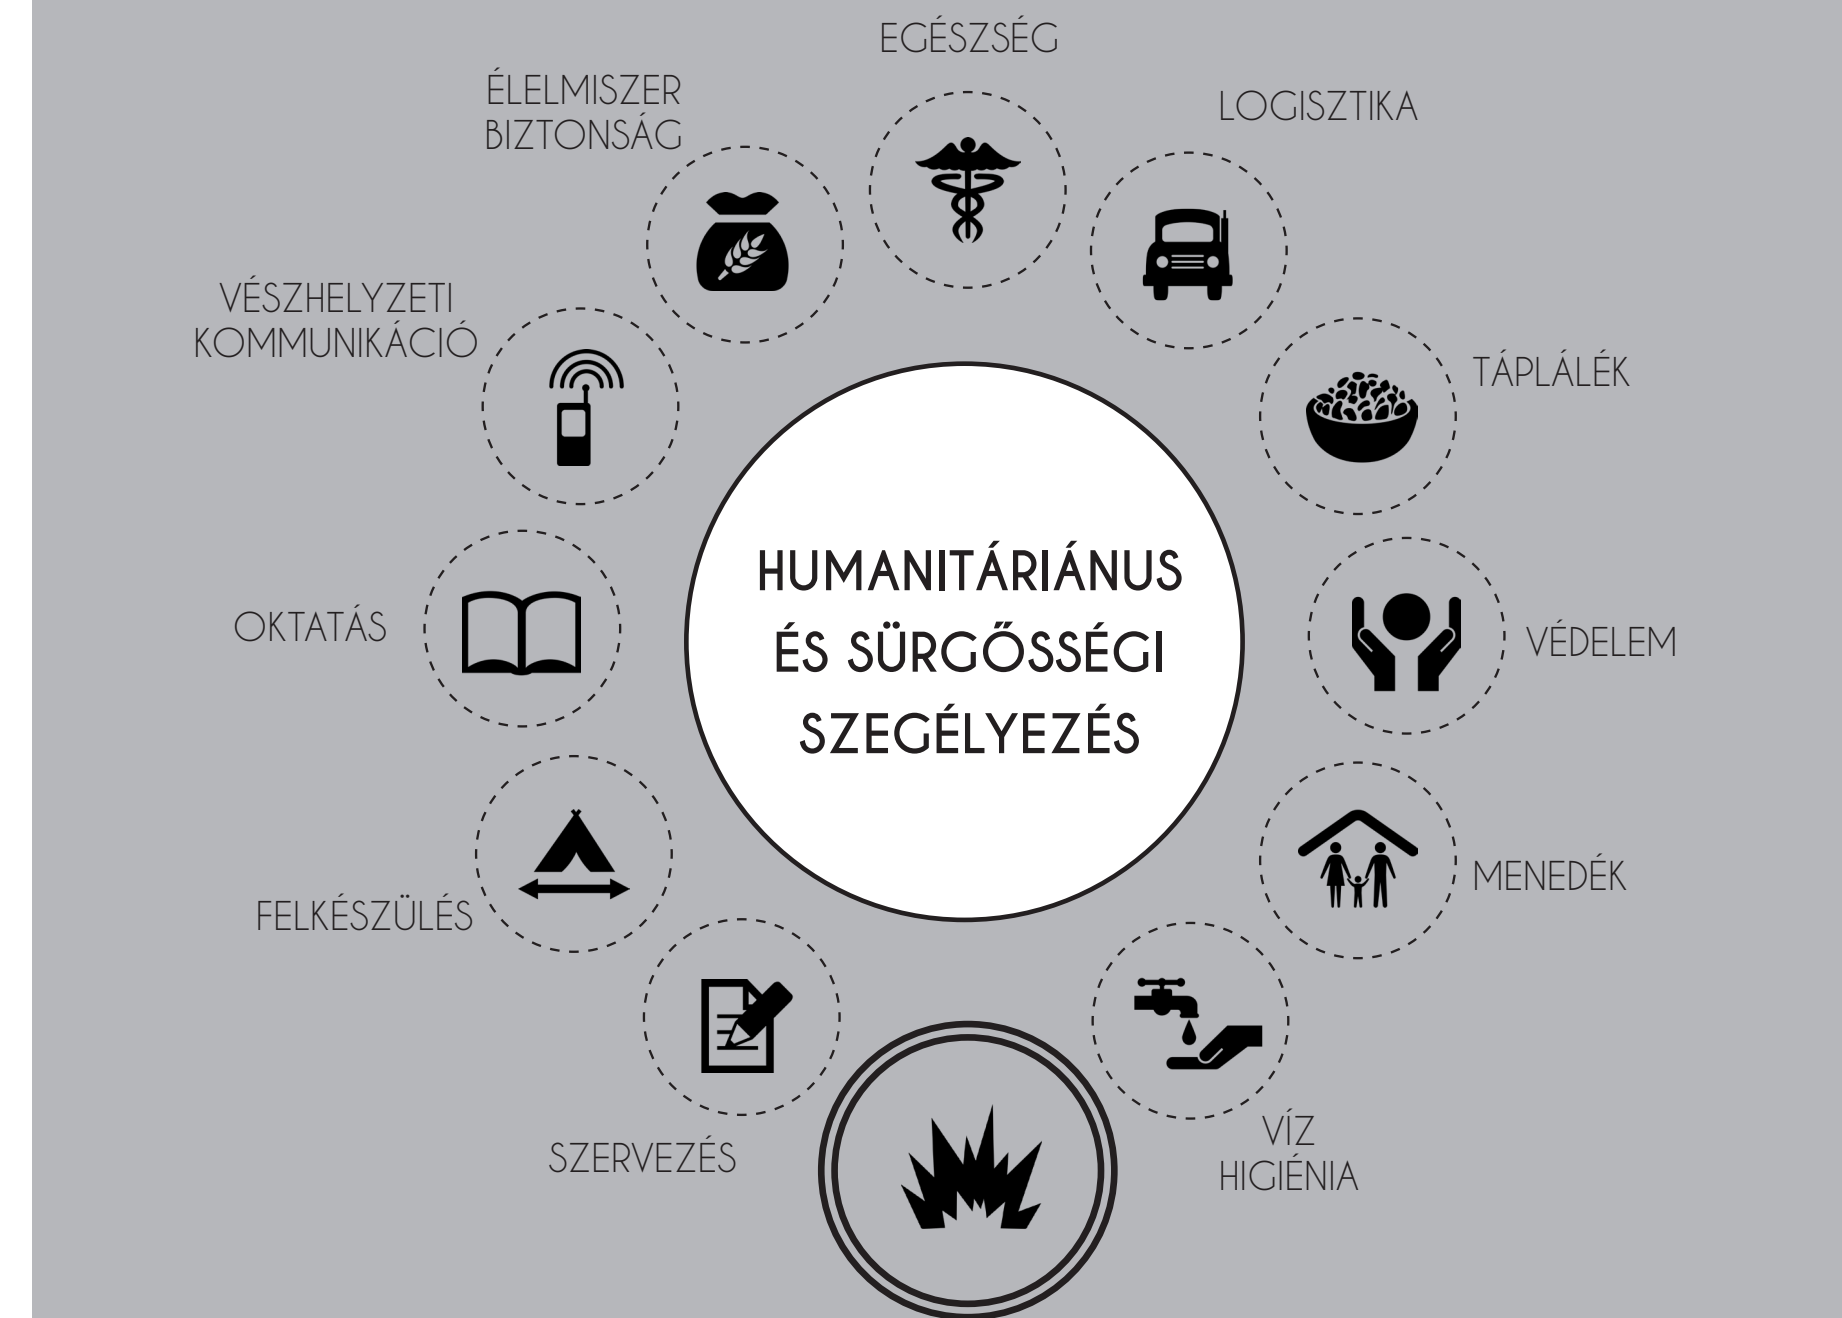 EGÉSZSÉG
ÉLELMISZER
BIZTONSÁG
LOGISZTIKA
VÉSZHELYZETI
KOMMUNIKÁCIÓ
TÁPLÁLÉK
HUMANITÁRIÁNUS
ÉS SÜRGŐSSÉGI
SZEGÉLYEZÉS
OKTATÁS
VÉDELEM
FELKÉSZÜLÉS
MENEDÉK
SZERVEZÉS
VÍZ
HIGIÉNIA